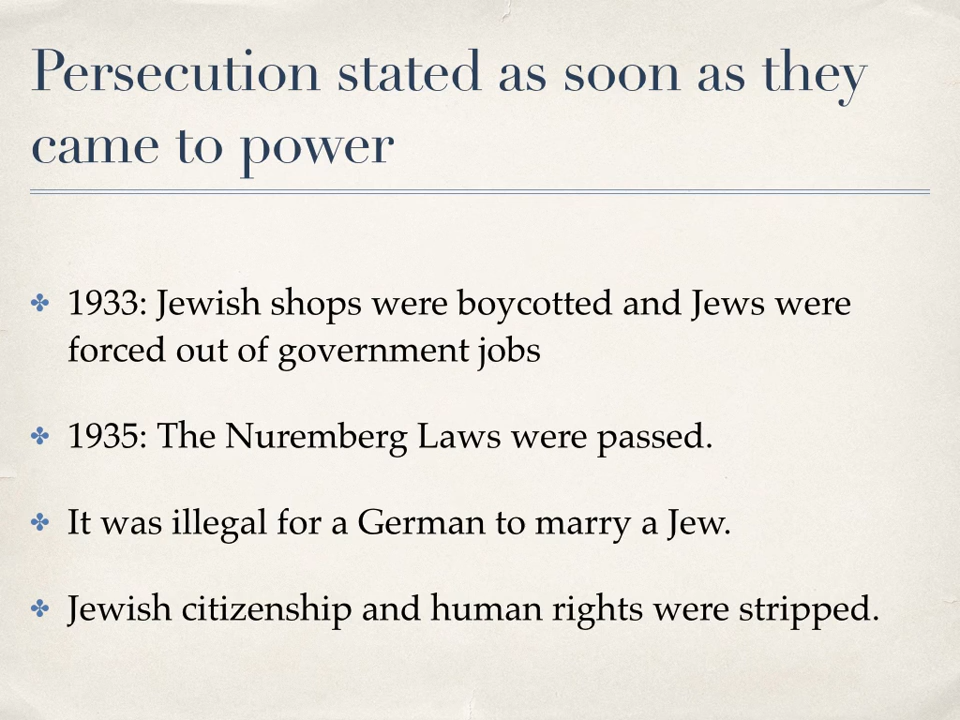 Persecution stated as soon as they
came to power
1933: Jewish shops were boycotted and Jews were
forced out of government jobs
1935: The Nuremberg Laws were passed.
It was illegal for a German to marry a Jew.
Jewish citizenship and human rights were stripped.